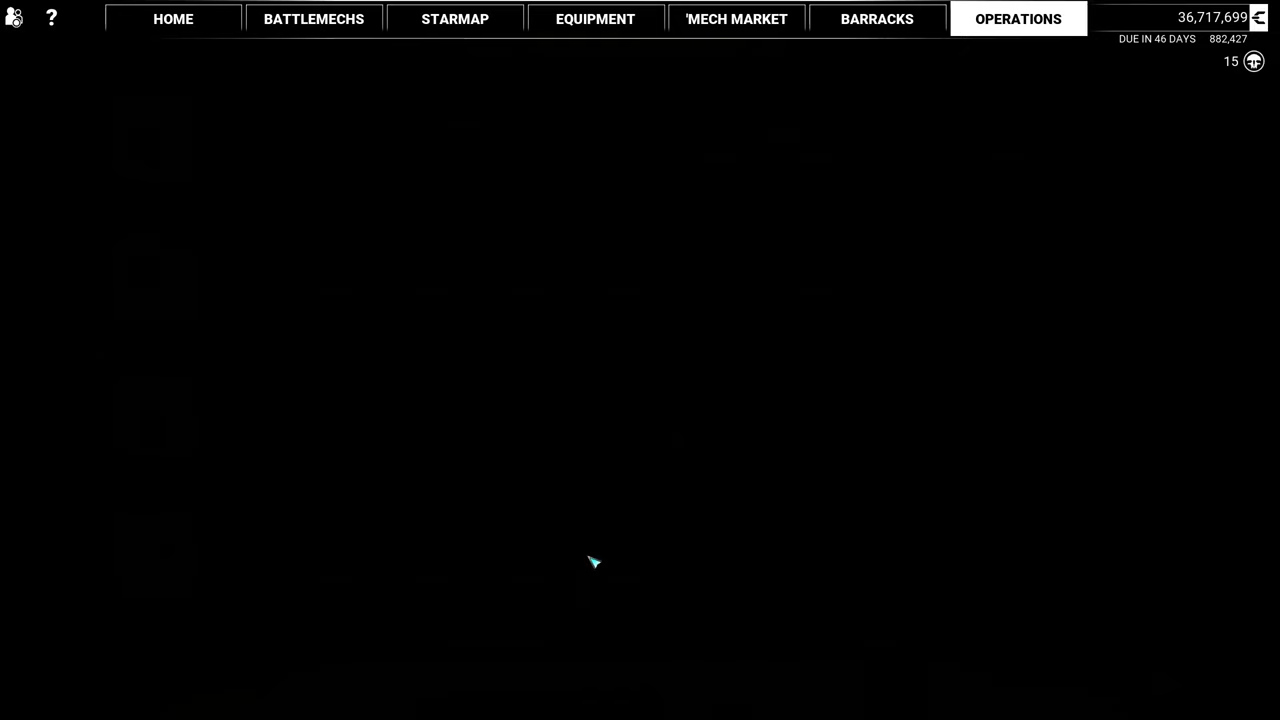 ?
HOME
BATTLEMECHS
STARMAP
EQUIPMENT
'MECH MARKET
BARRACKS
OPERATIONS
36,717,699
DUE IN 46 DAYS 882,427
15